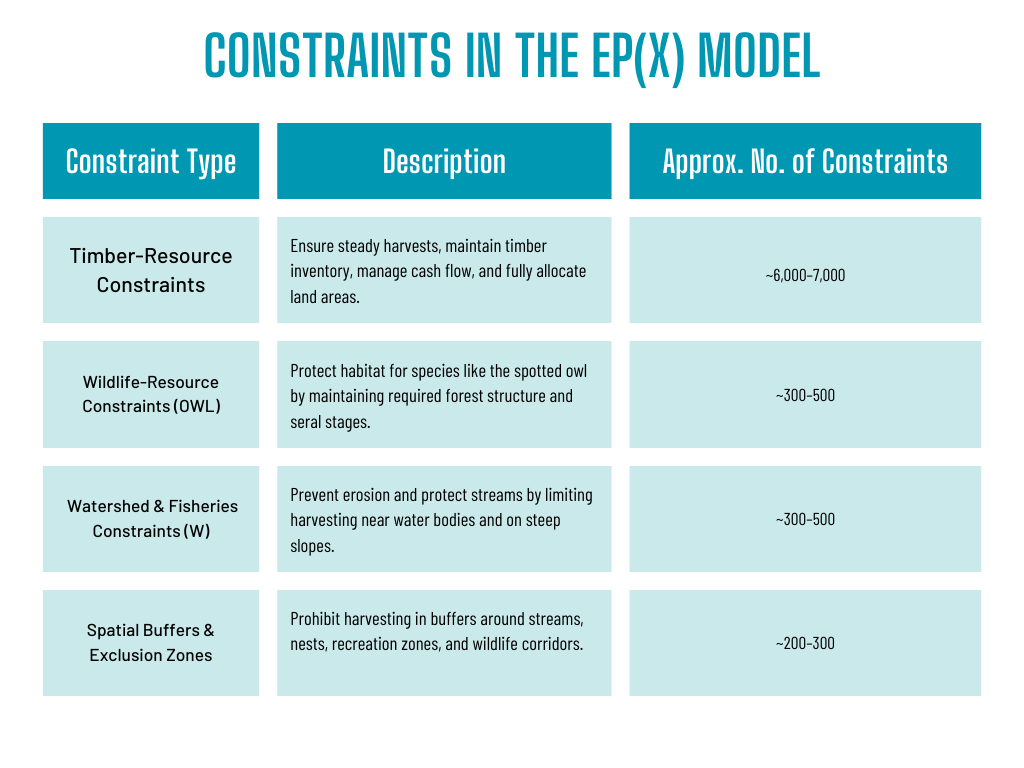 CONSTRAINTS IN THE EP(X) MODEL
Constraint Type
Description
Approx. No. of Constraints
Timber-Resource
Constraints
Ensure steady harvests, maintain timber
inventory, manage cash flow, and fully allocate
land areas.
~6,000–7,000
Wildlife-Resource
Constraints (OWL)
Protect habitat for species like the spotted owl
by maintaining required forest structure and
seral stages.
~300–500
Watershed & Fisheries
Constraints (W)
Prevent erosion and protect streams by limiting
harvesting near water bodies and on steep
slopes.
~300–500
Spatial Buffers &
Exclusion Zones
Prohibit harvesting in buffers around streams,
nests, recreation zones, and wildlife corridors.
~200–300